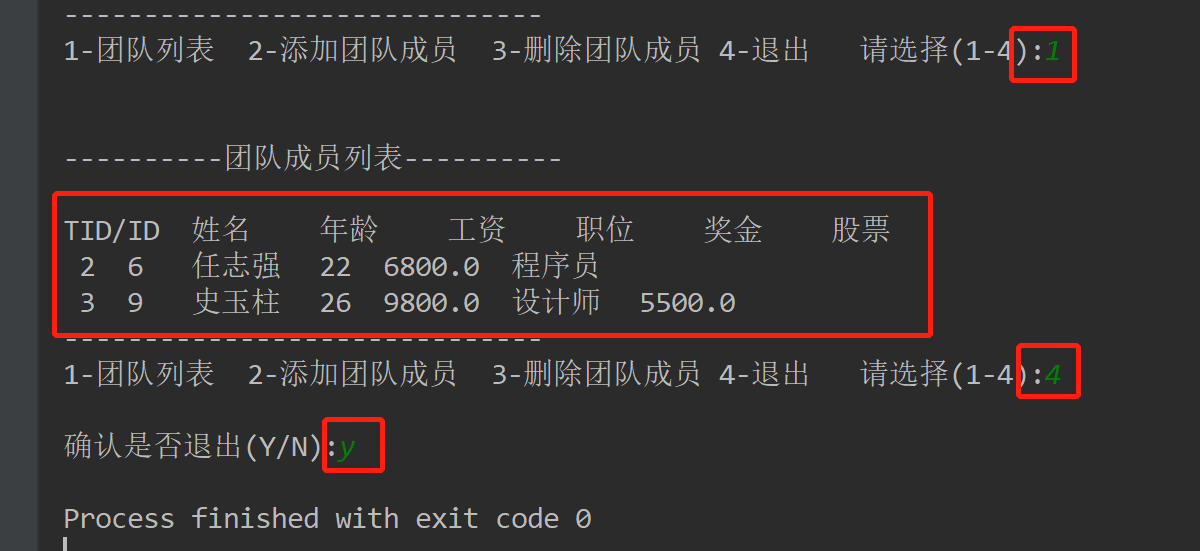 ------------------------------
1-团队列表  2-添加团队成员  3-删除团队成员 4-退出   请选择(1-4):1
----------团队成员列表----------
TID/ID  姓名    年龄    工资    职位    奖金    股票
 2  6   任志强  22  6800.0  程序员
 3  9   史玉柱  26  9800.0  设计师  5500.0
------------------------------
1-团队列表  2-添加团队成员  3-删除团队成员 4-退出   请选择(1-4):4
确认是否退出(Y/N):y
Process finished with exit code 0